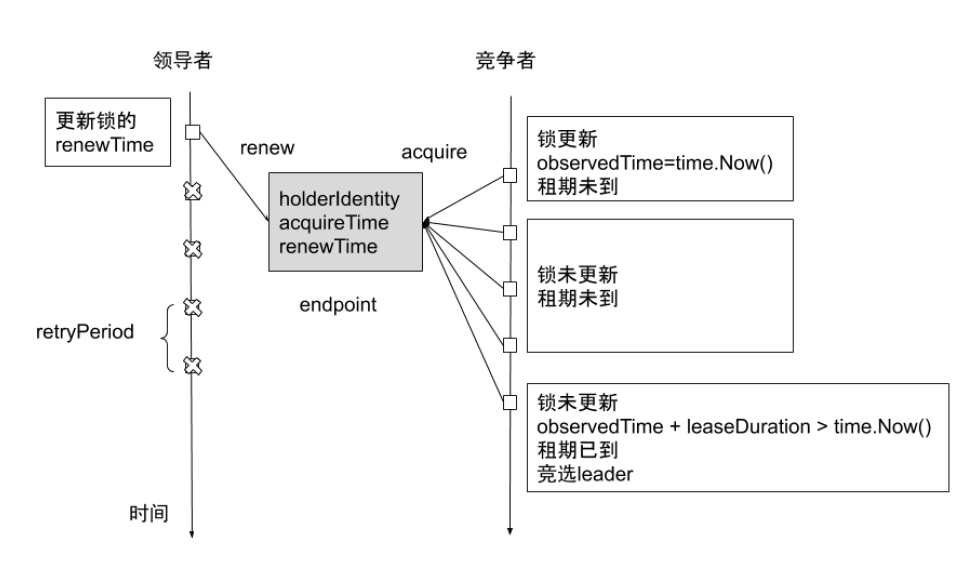 领导者
竞争者
更新锁的
renewTime
renew
acquire
锁更新
observedTime=time.Now()
租期未到
holderIdentity
acquireTime
renewTime
endpoint
锁未更新
租期未到
retryPeriod
锁未更新
observedTime + leaseDuration > time.Now()
租期已到
竞选leader
时间